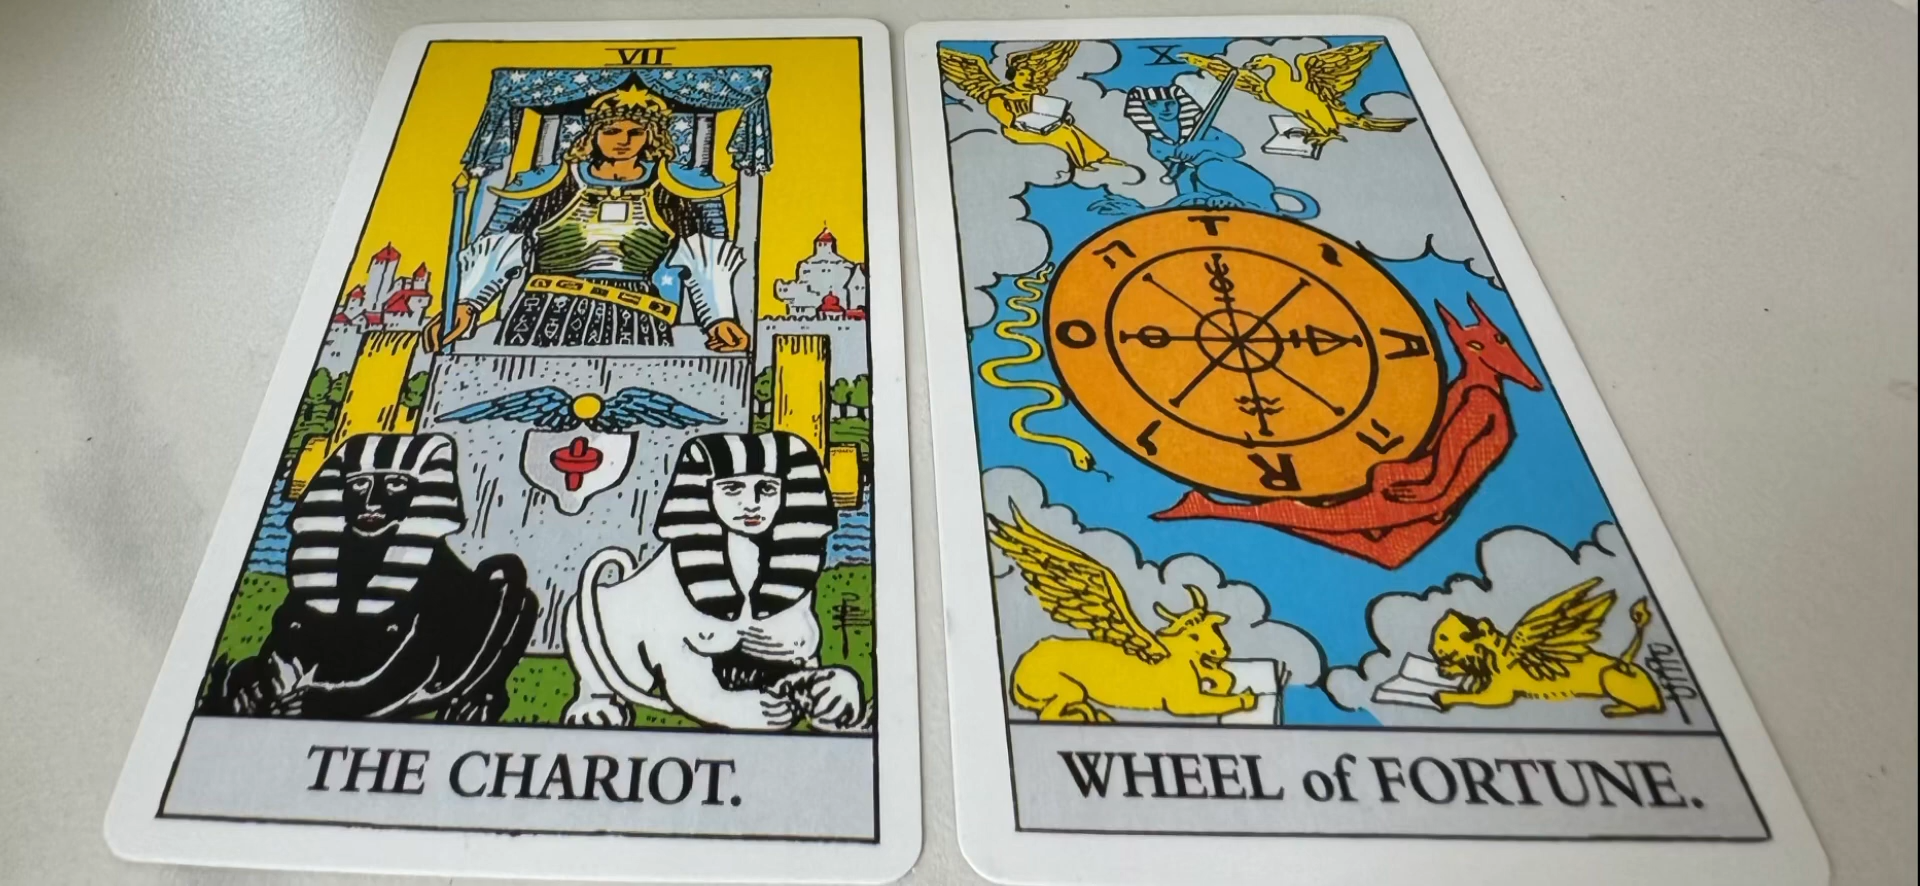 VII
THE CHARIOT.
X
T
A
R
O
י
ה
ו
ה
WHEEL of FORTUNE.